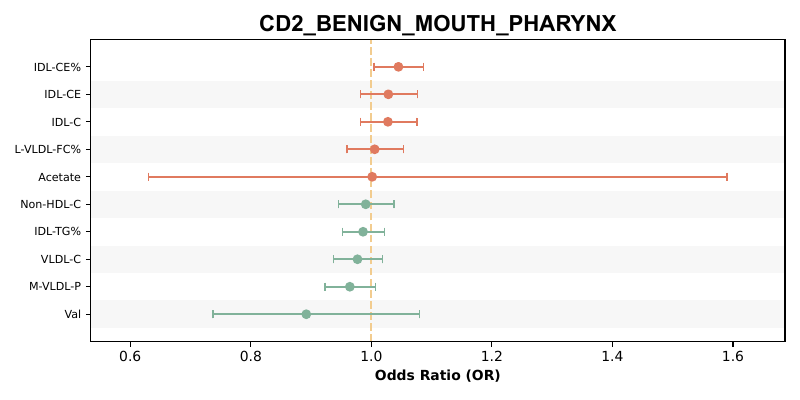 CD2_BENIGN_MOUTH_PHARYNX
IDL-CE%
IDL-CE
IDL-C
L-VLDL-FC%
Acetate
Non-HDL-C
IDL-TG%
VLDL-C
M-VLDL-P
Val
0.6 0.8 1.0 1.2 1.4 1.6
Odds Ratio (OR)